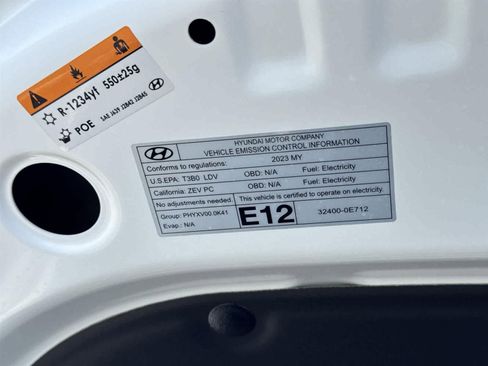 R-1234yf 550±25g
POE
SAE J639 J2842 J2845
HYUNDAI
HYUNDAI MOTOR COMPANY
VEHICLE EMISSION CONTROL INFORMATION
Conforms to regulations: 2023 MY
U.S.EPA: T3B0 LDV OBD: N/A Fuel: Electricity
California: ZEV PC OBD: N/A Fuel: Electricity
No adjustments needed. This vehicle is certified to operate on electricity.
Group: PHYXV00.0K41 E12 32400-0E712
Evap.: N/A